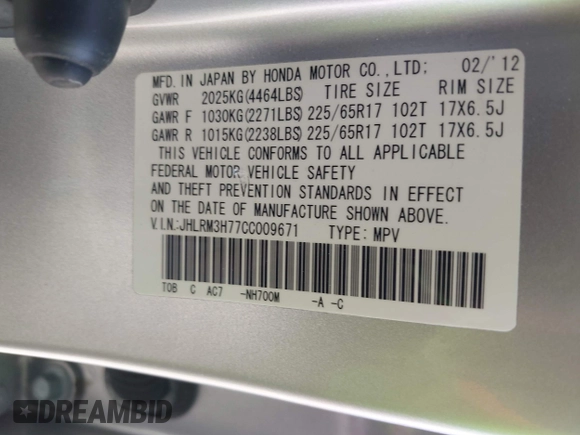 MFD. IN JAPAN BY HONDA MOTOR CO., LTD; 02/'12
GVWR 2025KG(4464LBS) TIRE SIZE RIM SIZE
GAWR F 1030KG(2271LBS) 225/65R17 102T 17X6.5J
GAWR R 1015KG(2238LBS) 225/65R17 102T 17X6.5J
THIS VEHICLE CONFORMS TO ALL APPLICABLE
FEDERAL MOTOR VEHICLE SAFETY
AND THEFT PREVENTION STANDARDS IN EFFECT
ON THE DATE OF MANUFACTURE SHOWN ABOVE.
V.I.N.:JHLRM3H77CC009671 TYPE: MPV
TOB C AC7 -NH700M -A -C
DREAMBID